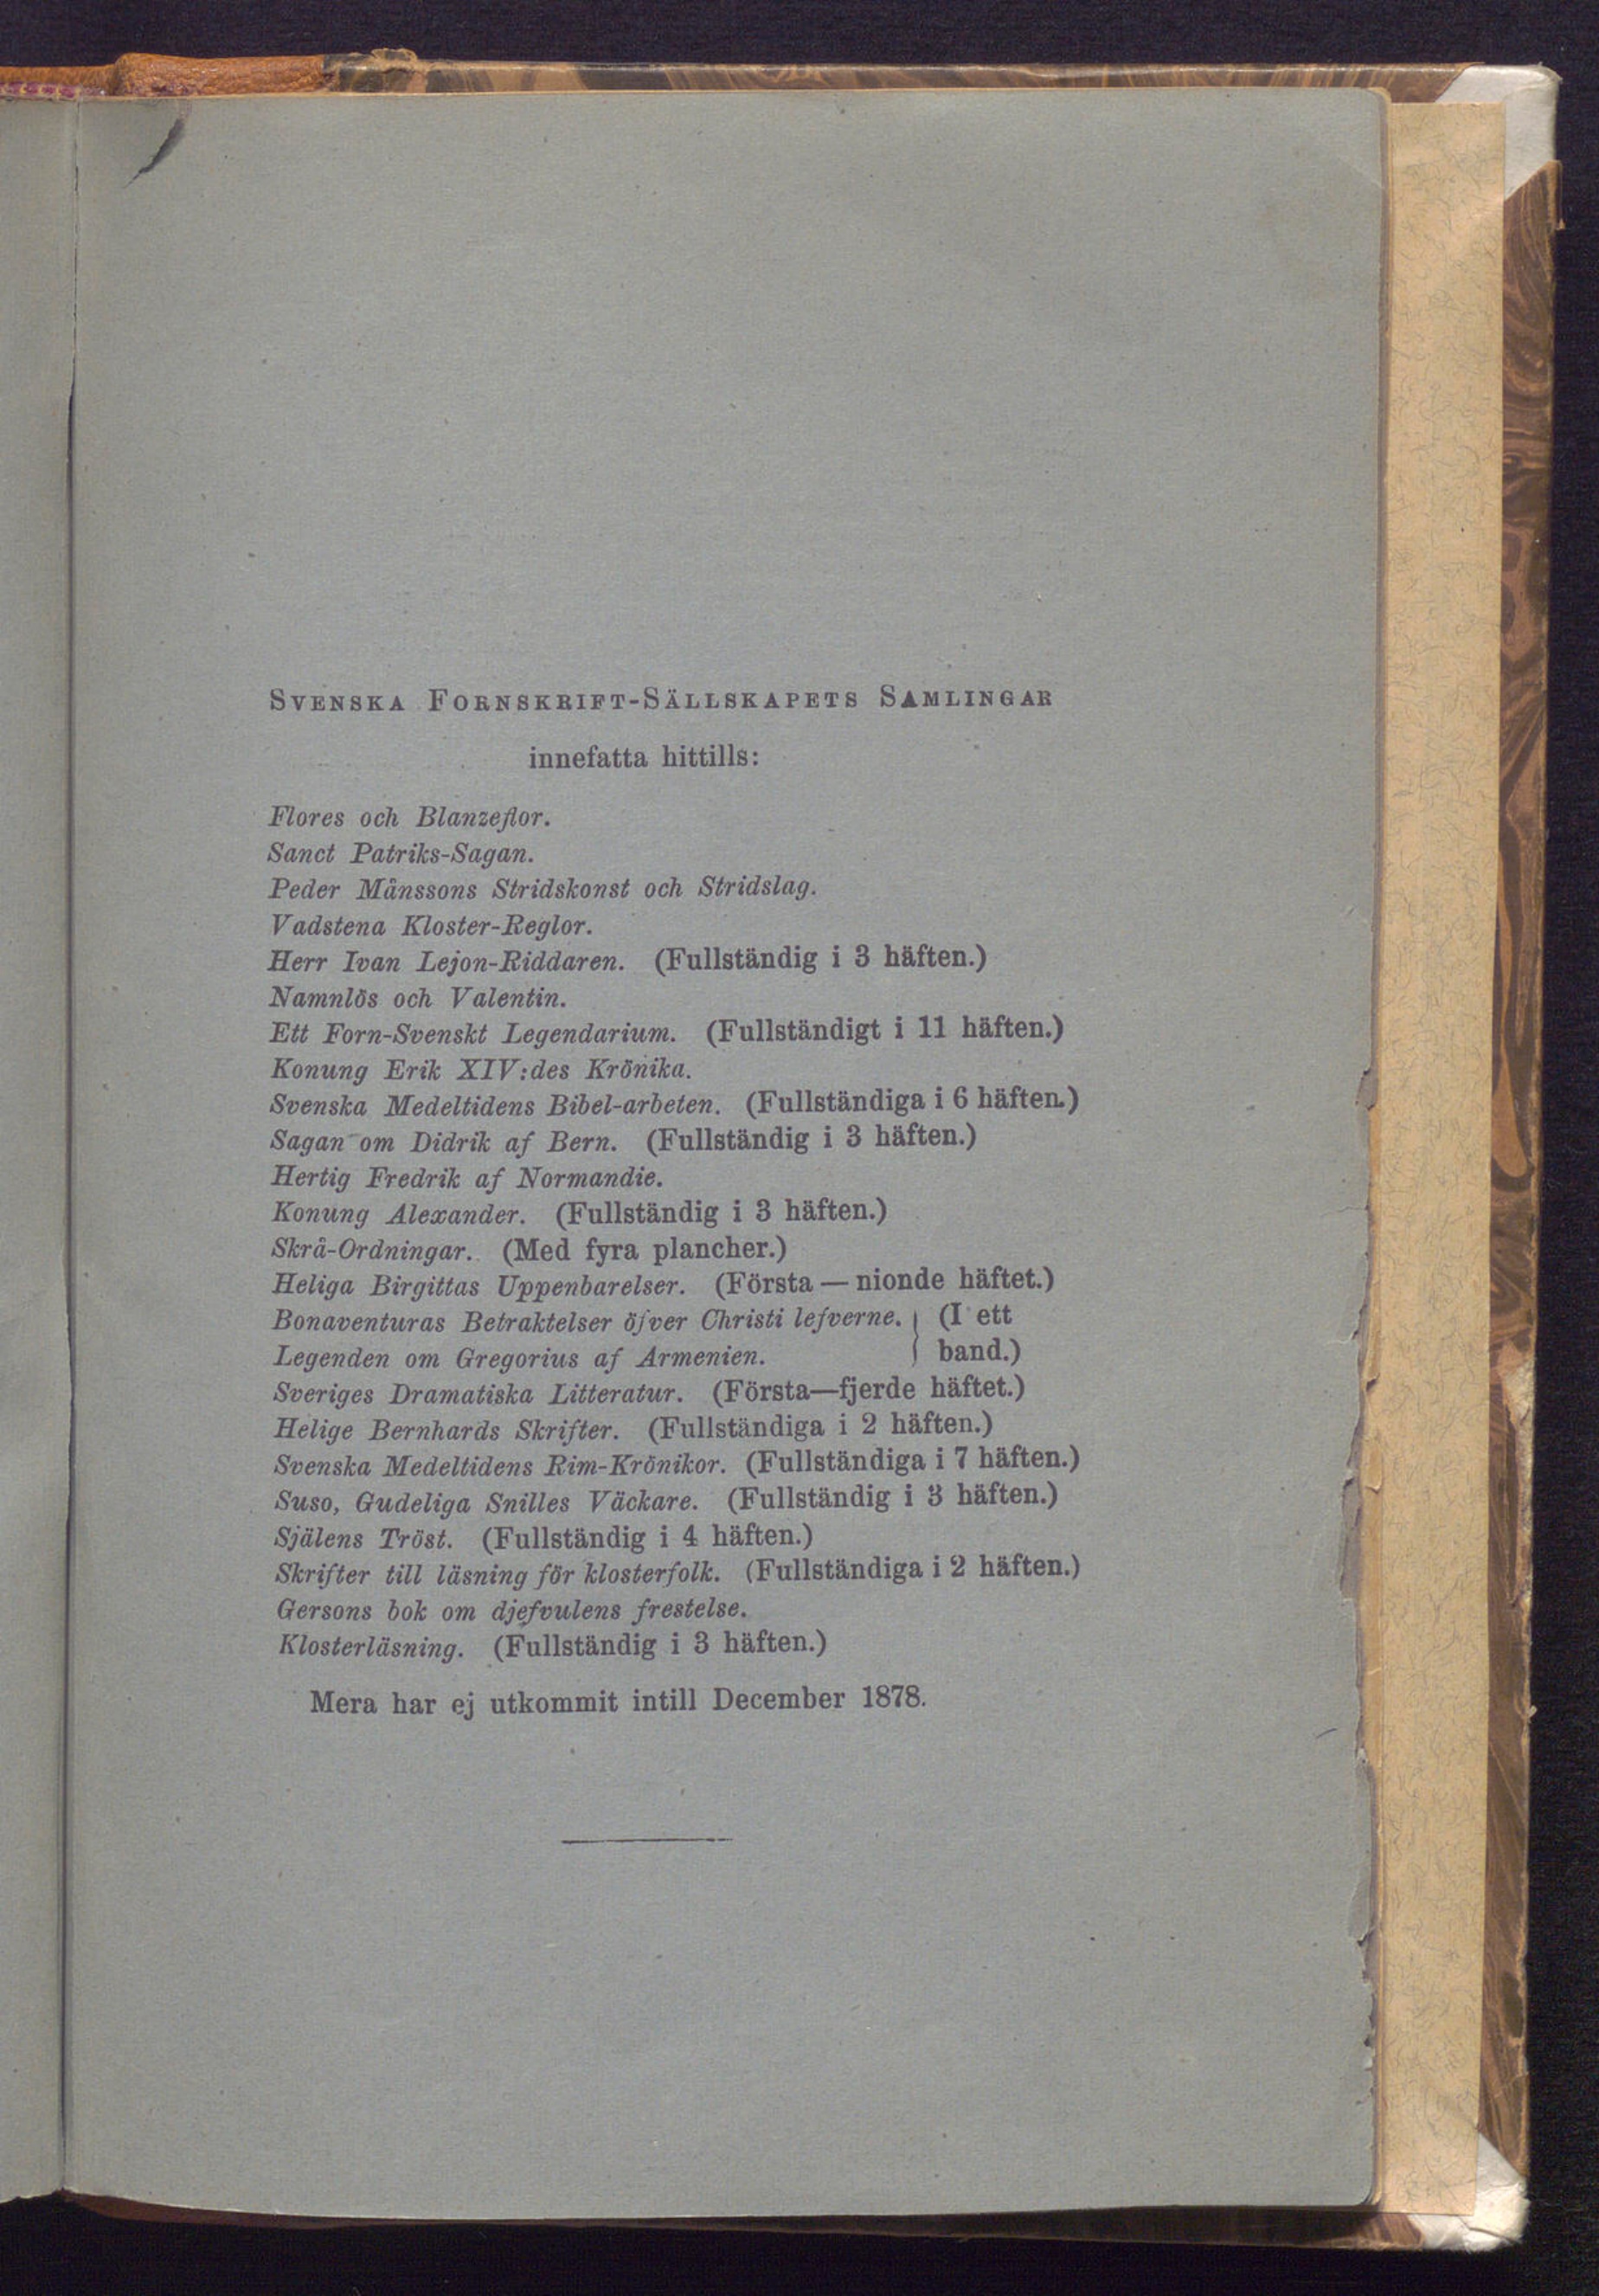 SVENSKA FORNSKRIFT-SÄLLSKAPETS SAMLINGAR
innefatta hittills:
Flores och Blanzeflor.
Sanct Patriks-Sagan.
Peder Månssons Stridskonst och Stridslag.
Vadstena Kloster-Reglor.
Herr Ivan Lejon-Riddaren. (Fullständig i 3 häften.)
Namnlös och Valentin.
Ett Forn-Svenskt Legendarium. (Fullständigt i 11 häften.)
Konung Erik XIV:des Krönika.
Svenska Medeltidens Bibel-arbeten. (Fullständiga i 6 häften.)
Sagan om Didrik af Bern. (Fullständig i 3 häften.)
Hertig Fredrik af Normandie.
Konung Alexander. (Fullständig i 3 häften.)
Skrå-Ordningar. (Med fyra plancher.)
Heliga Birgittas Uppenbarelser. (Första — nionde häftet.)
Bonaventuras Betraktelser öfver Christi lefverne. (I ett
Legenden om Gregorius af Armenien. band.)
Sveriges Dramatiska Litteratur. (Första—fjerde häftet.)
Helige Bernhards Skrifter. (Fullständiga i 2 häften.)
Svenska Medeltidens Rim-Krönikor. (Fullständiga i 7 häften.)
Suso, Gudeliga Snilles Väckare. (Fullständig i 3 häften.)
Själens Tröst. (Fullständig i 4 häften.)
Skrifter till läsning för klosterfolk. (Fullständiga i 2 häften.)
Gersons bok om djefvulens frestelse.
Klosterläsning. (Fullständig i 3 häften.)
Mera har ej utkommit intill December 1878.